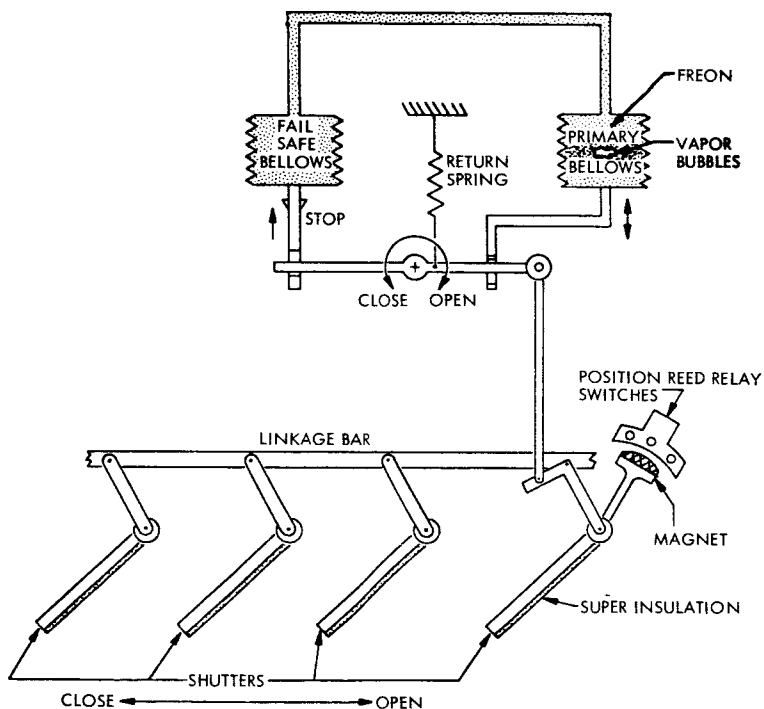 FREON
FAIL
SAFE
BELLOWS
PRIMARY
BELLOWS
VAPOR
BUBBLES
RETURN
SPRING
STOP
CLOSE OPEN
POSITION REED RELAY
SWITCHES
LINKAGE BAR
MAGNET
SUPER INSULATION
SHUTTERS
CLOSE OPEN